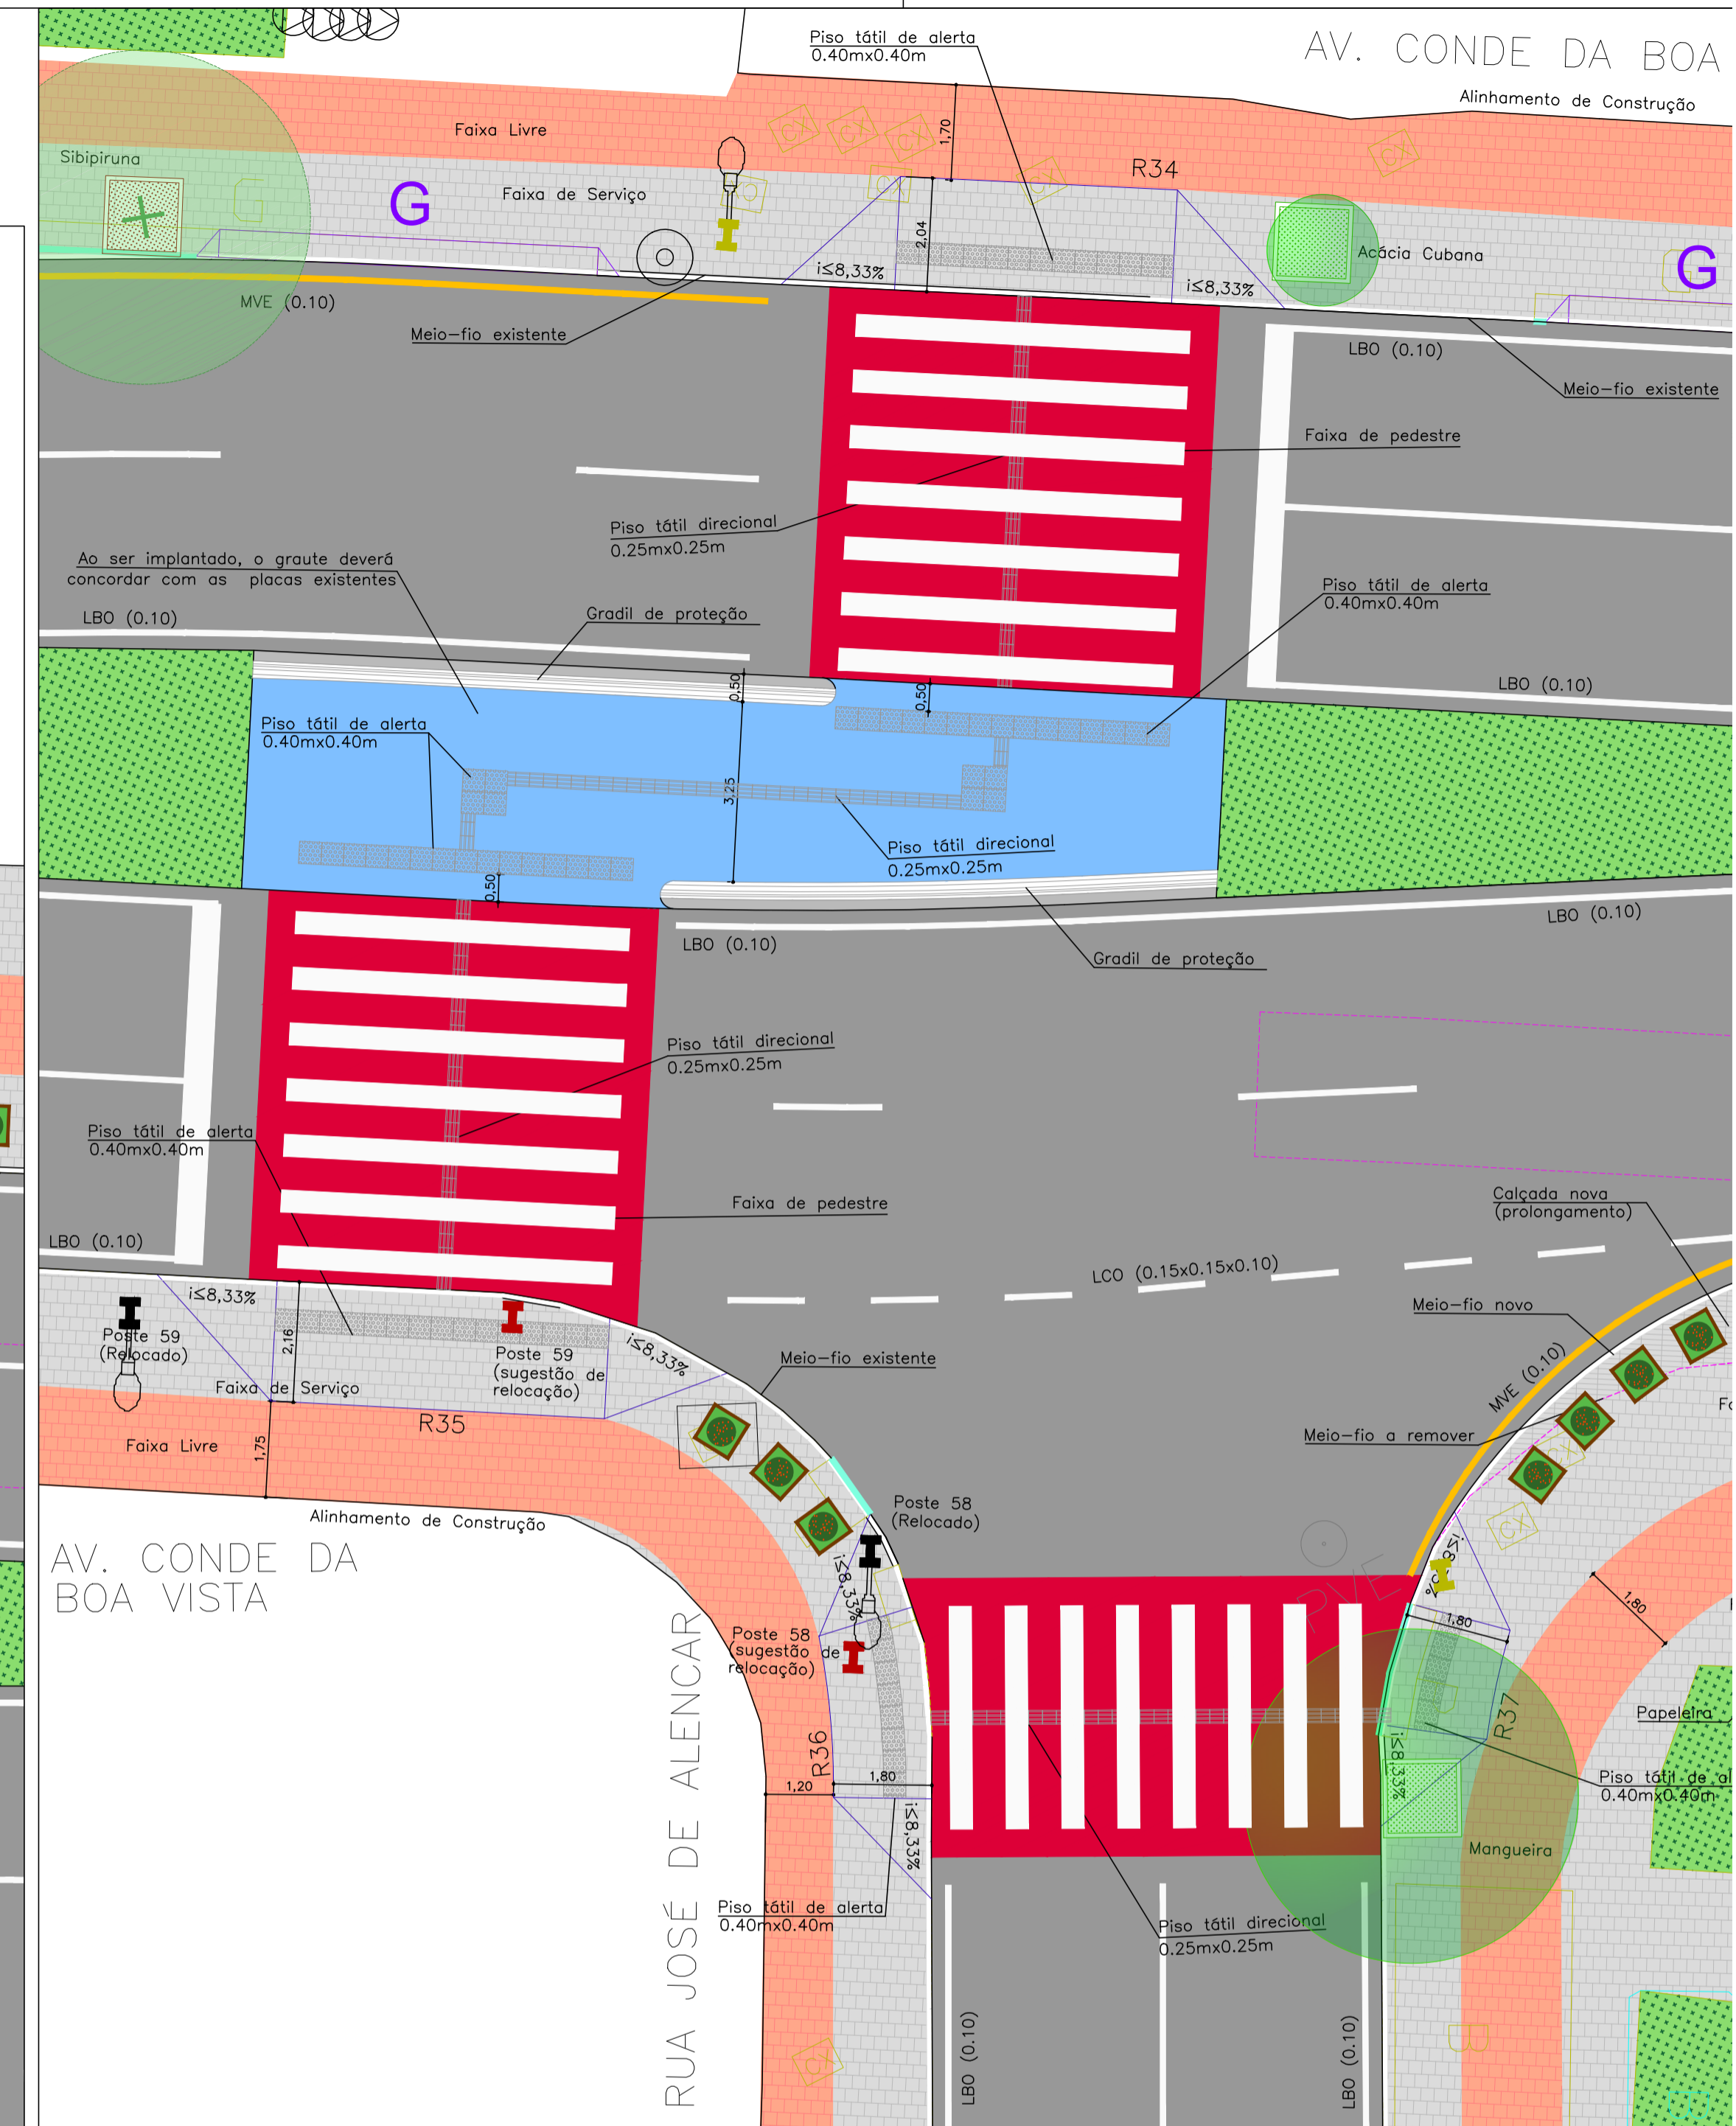 Piso tátil de alerta
0.40mx0.40m
AV. CONDE DA BOA
Alinhamento de Construção
Faixa Livre
1,70
Sibipiruna
R34
Faixa de Serviço
G
2,04
Acácia Cubana
G
i≤8,33%
i≤8,33%
MVE (0.10)
Meio-fio existente
LBO (0.10)
Meio-fio existente
Faixa de pedestre
Piso tátil direcional
0.25mx0.25m
Ao ser implantado, o graute deverá
concordar com as placas existentes
Piso tátil de alerta
0.40mx0.40m
LBO (0.10)
Gradil de proteção
0,50
0,50
LBO (0.10)
Piso tátil de alerta
0.40mx0.40m
3,25
Piso tátil direcional
0.25mx0.25m
0,50
LBO (0.10)
LBO (0.10)
Gradil de proteção
Piso tátil direcional
0.25mx0.25m
Piso tátil de alerta
0.40mx0.40m
Faixa de pedestre
Calçada nova
(prolongamento)
LBO (0.10)
LCO (0.15x0.15x0.10)
i≤8,33%
Meio-fio novo
Poste 59
(Relocado)
2,16
Poste 59
(sugestão de
relocação)
i≤8,33%
Meio-fio existente
MVE (0.10)
Faixa de Serviço
R35
Faixa Livre
1,75
Meio-fio a remover
CX
Alinhamento de Construção
Poste 58
(Relocado)
CX
AV. CONDE DA
BOA VISTA
i≤8,33%
PVE
1,80
1,80
Poste 58
(sugestão de
relocação)
RUA JOSÉ DE ALENCAR
R36
R37
Papeleira
1,20
1,80
i≤8,33%
i≤8,33%
Piso tátil de al
0.40mx0.40m
Mangueira
Piso tátil de alerta
0.40mx0.40m
Piso tátil direcional
0.25mx0.25m
LBO (0.10)
LBO (0.10)
CX